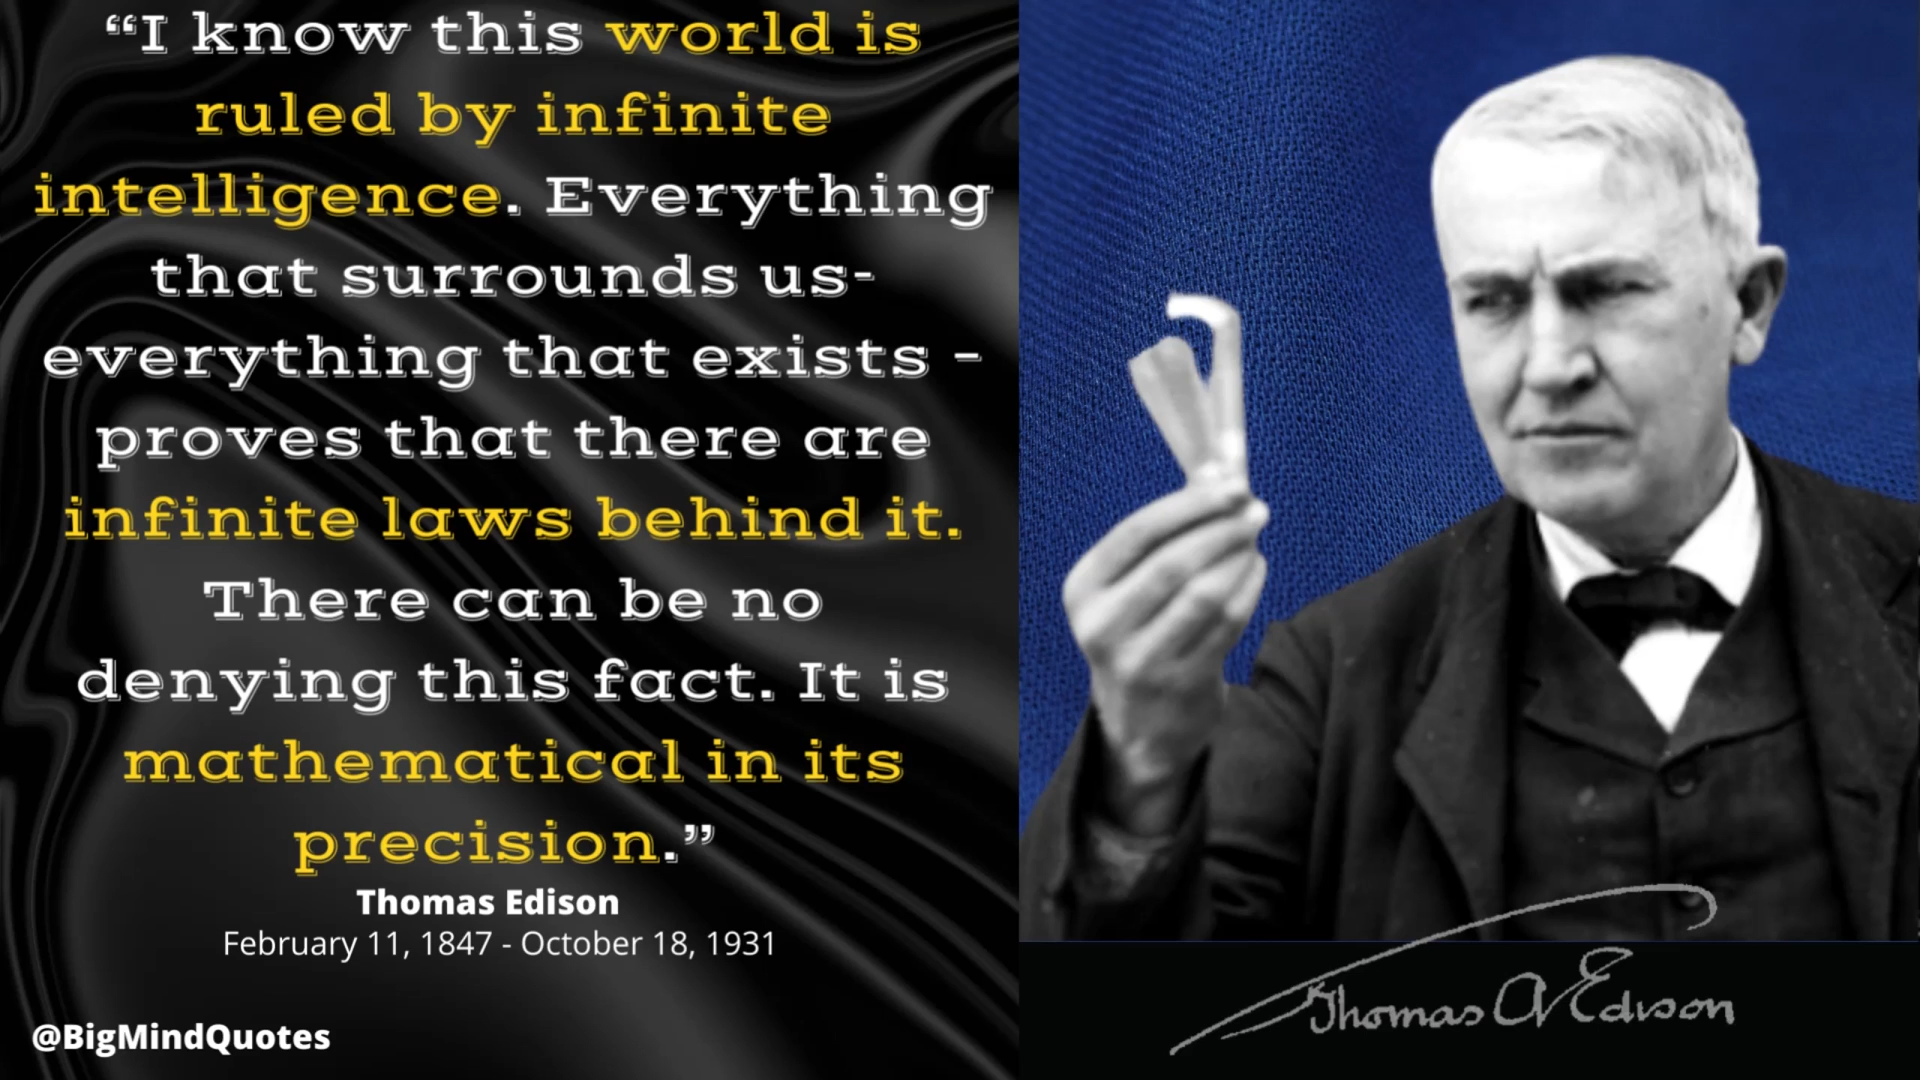 “I know this world is
ruled by infinite
intelligence. Everything
that surrounds us-
everything that exists -
proves that there are
infinite laws behind it.
There can be no
denying this fact. It is
mathematical in its
precision.”
Thomas Edison
February 11, 1847 - October 18, 1931
@BigMindQuotes
Thomas A Edison